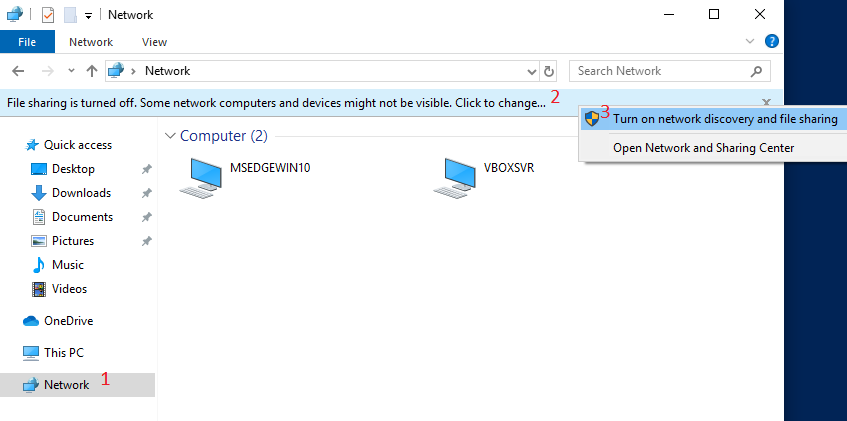 Network
File Network View
Network
Search Network
File sharing is turned off. Some network computers and devices might not be visible. Click to change... 2
3 Turn on network discovery and file sharing
Open Network and Sharing Center
Quick access
Desktop
Downloads
Documents
Pictures
Music
Videos
OneDrive
This PC
Network 1
Computer (2)
MSEDGEWIN10
VBOXSVR